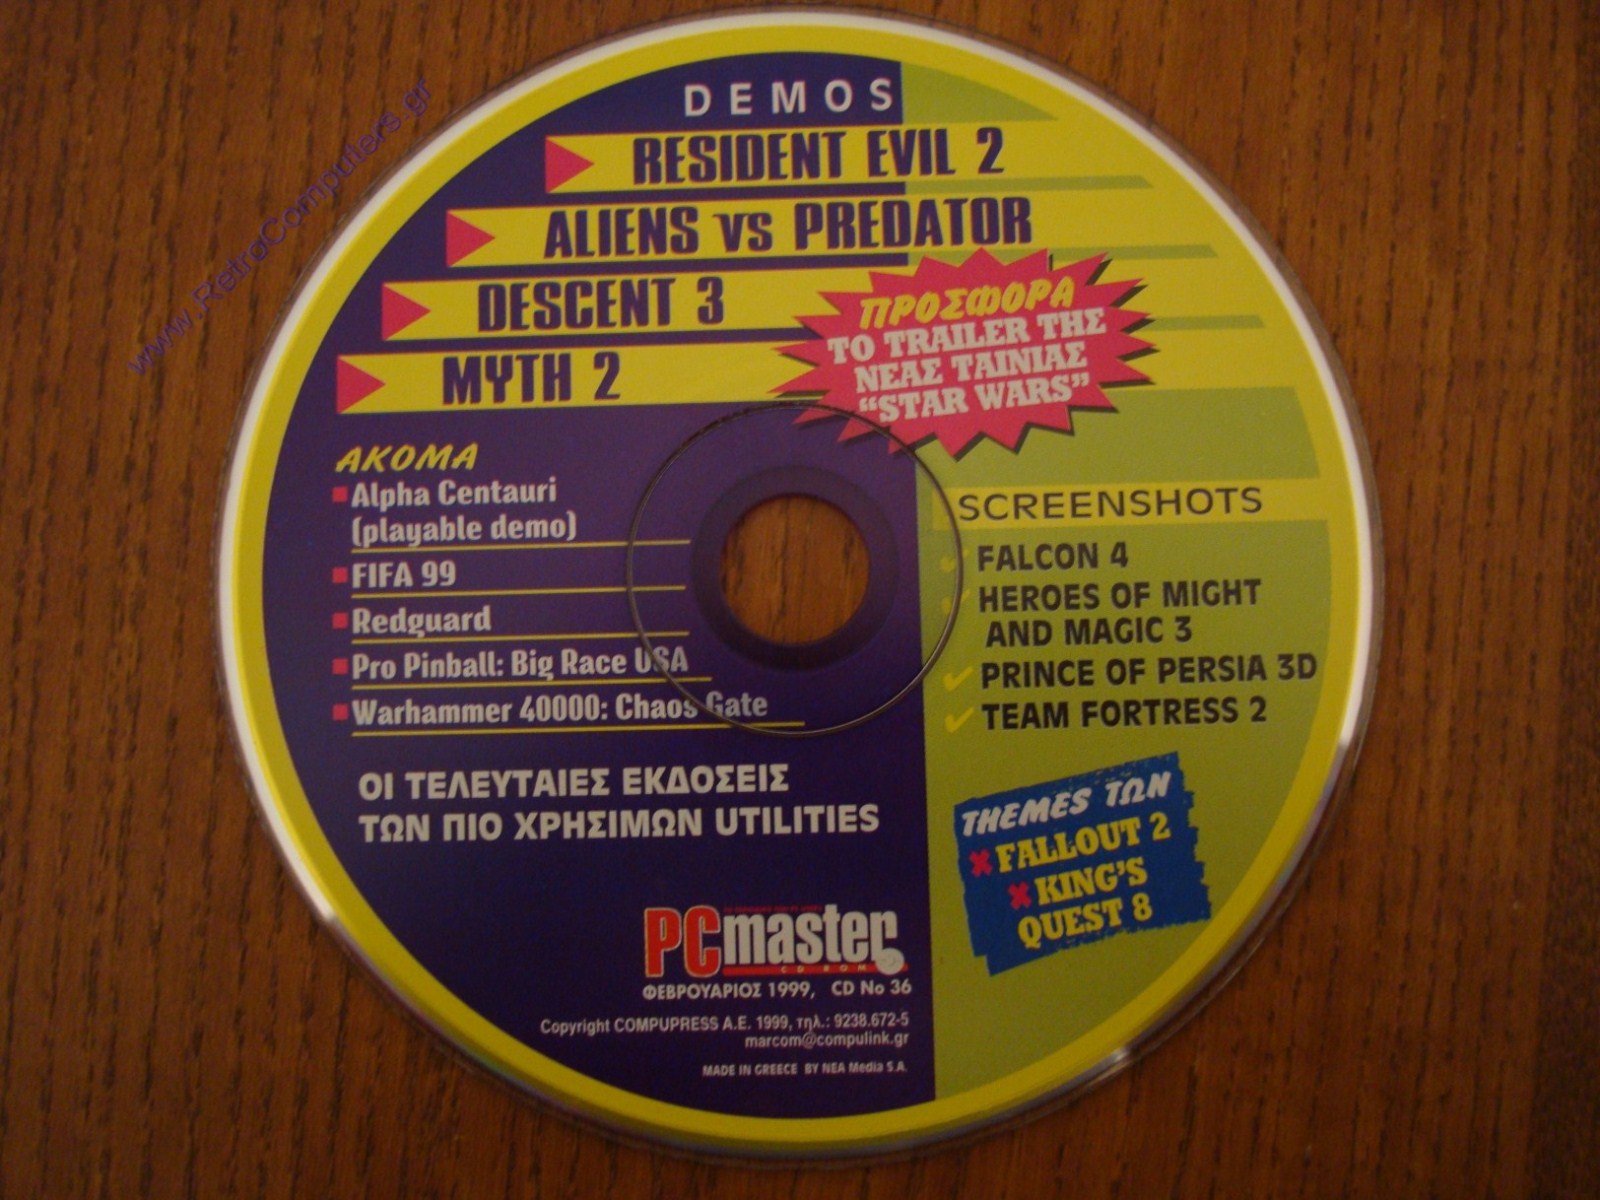 www.RetroComputers.gr
DEMOS
RESIDENT EVIL 2
ALIENS vs PREDATOR
DESCENT 3
MYTH 2
ΠΡΟΣΦΟΡΑ
ΤΟ TRAILER ΤΗΣ
ΝΕΑΣ ΤΑΙΝΙΑΣ
"STAR WARS"
ΑΚΟΜΑ
Alpha Centauri
(playable demo)
FIFA 99
Redguard
Pro Pinball: Big Race USA
Warhammer 40000: Chaos Gate
ΟΙ ΤΕΛΕΥΤΑΙΕΣ ΕΚΔΟΣΕΙΣ
ΤΩΝ ΠΙΟ ΧΡΗΣΙΜΩΝ UTILITIES
SCREENSHOTS
FALCON 4
HEROES OF MIGHT
AND MAGIC 3
PRINCE OF PERSIA 3D
TEAM FORTRESS 2
THEMES ΤΩΝ
FALLOUT 2
KING'S
QUEST 8
PCmaster
CD ROM
ΦΕΒΡΟΥΑΡΙΟΣ 1999, CD No 36
Copyright COMPUPRESS A.E. 1999, τηλ.: 9238.672-5
marcom@compulink.gr
MADE IN GREECE BY NEA Media S.A.